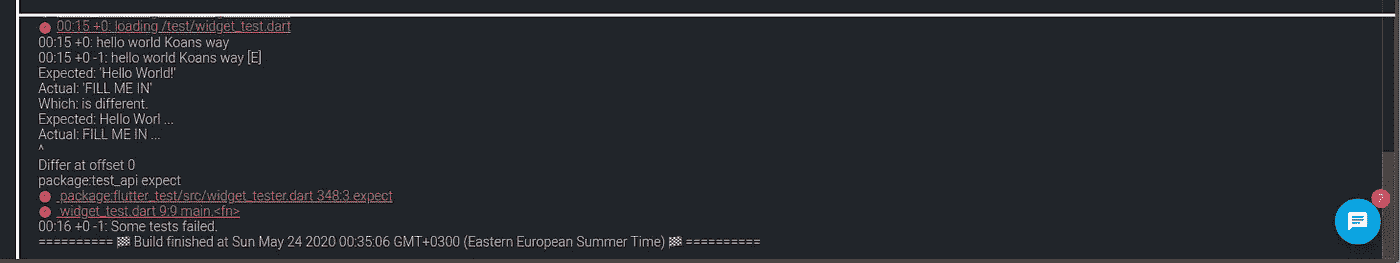 00:15 +0: loading /test/widget_test.dart
00:15 +0: hello world Koans way
00:15 +0 -1: hello world Koans way [E]
Expected: 'Hello World!'
Actual: 'FILL ME IN'
Which: is different.
Expected: Hello Worl ...
Actual: FILL ME IN ...
^
Differ at offset 0
package:test_api expect
package:flutter_test/src/widget_tester.dart 348:3 expect
widget_test.dart 9:9 main.<fn>
00:16 +0 -1: Some tests failed.
========== 🏁 Build finished at Sun May 24 2020 00:35:06 GMT+0300 (Eastern European Summer Time) 🏁 ==========